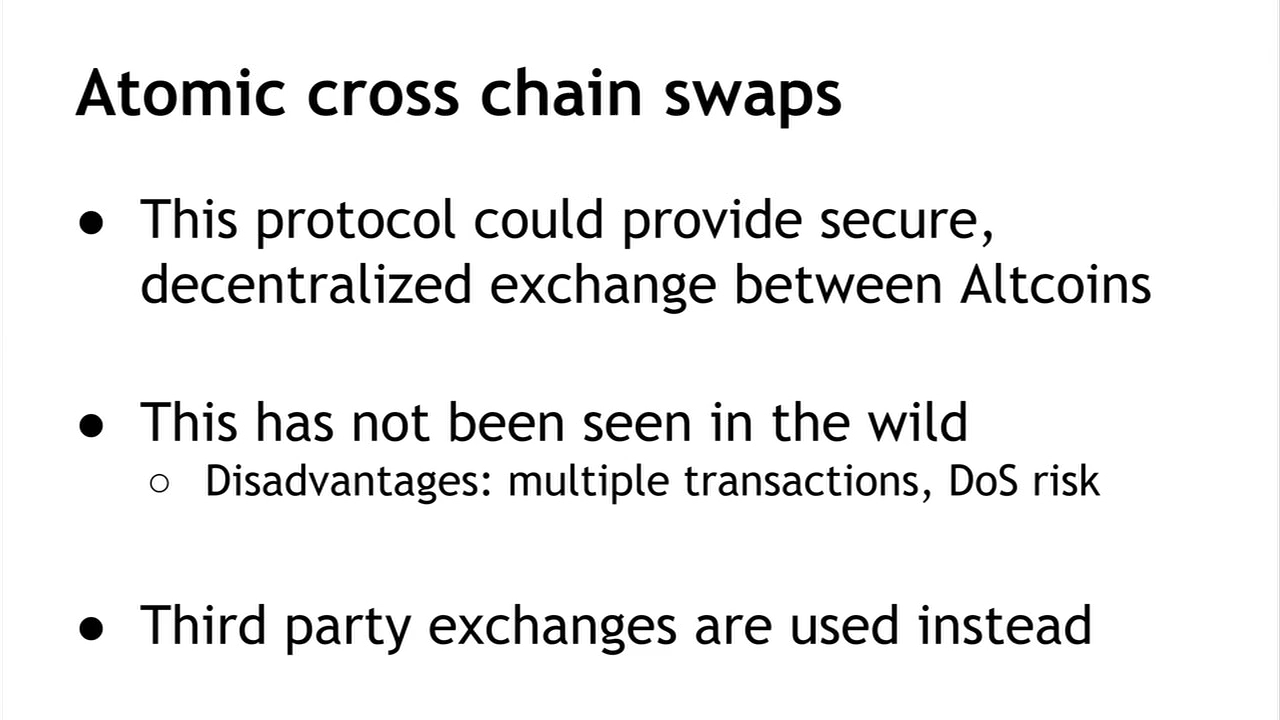 Atomic cross chain swaps
● This protocol could provide secure,
decentralized exchange between Altcoins
● This has not been seen in the wild
○ Disadvantages: multiple transactions, DoS risk
● Third party exchanges are used instead